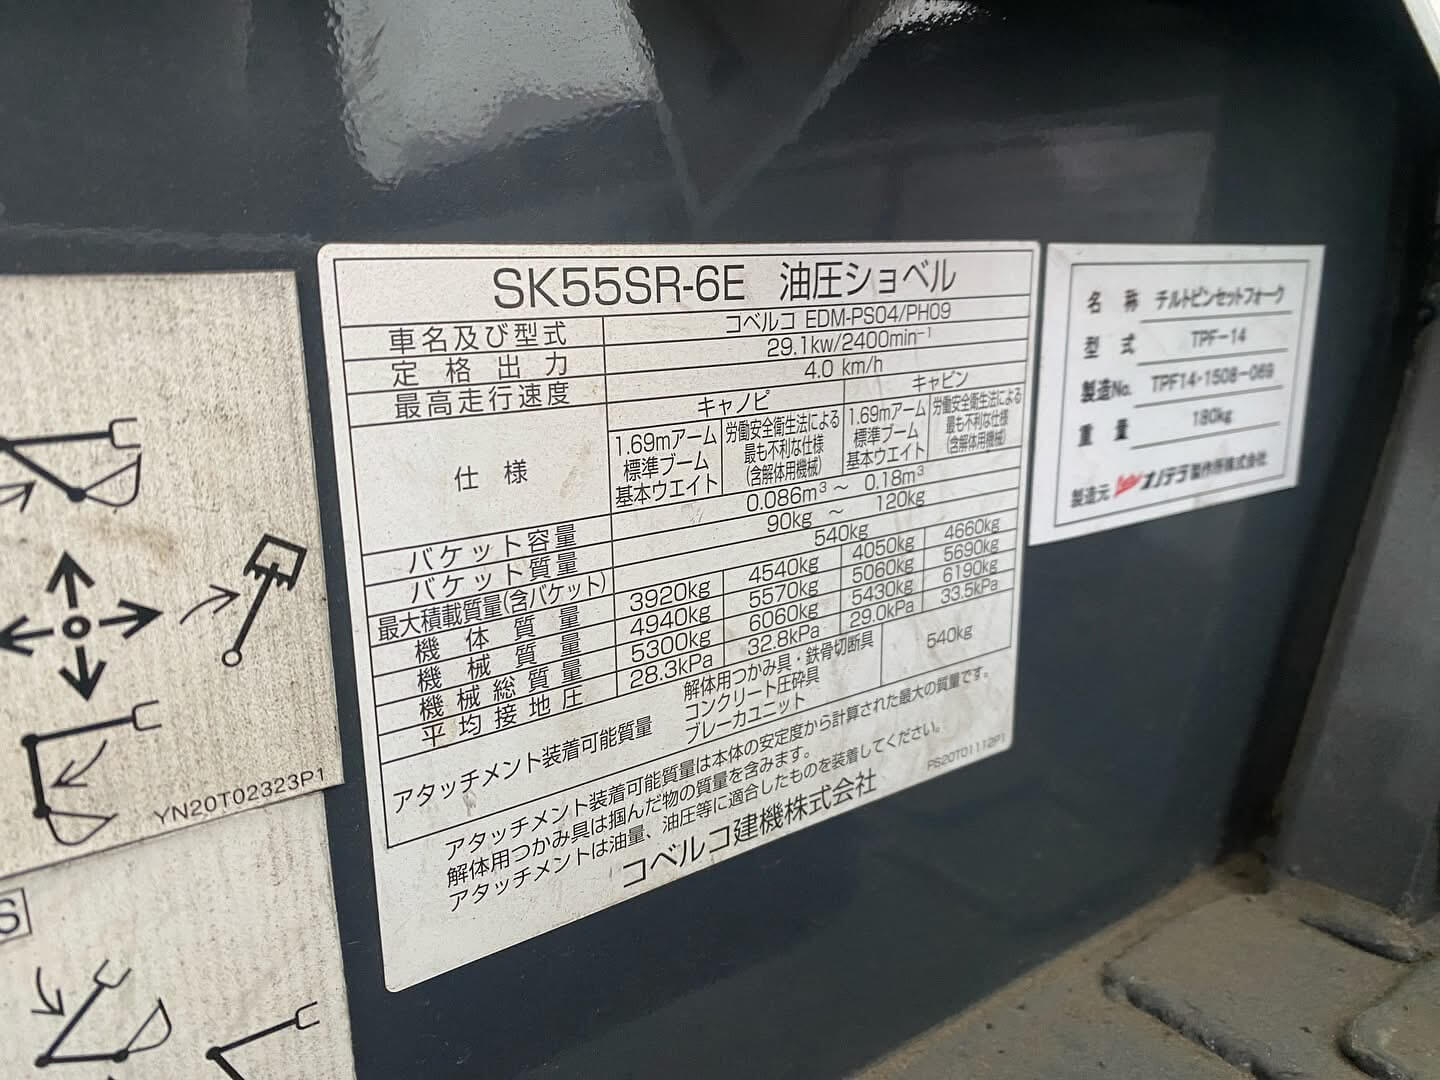 SK55SR-6E 油圧ショベル
車名及び型式 コベルコ EDM-PS04/PH09
定格出力 29.1kw/2400min⁻¹
最高走行速度 4.0 km/h
仕様 キャノピ キャビン
1.69mアーム 労働安全衛生法による 1.69mアーム 労働安全衛生法による
標準ブーム 最も不利な仕様 標準ブーム 最も不利な仕様
基本ウエイト (含解体用機械) 基本ウエイト (含解体用機械)
バケット容量 0.086m³ ～ 0.18m³
バケット質量 90kg ～ 120kg
最大積載質量(含バケット) 540kg
機体質量 3920kg 4540kg 4050kg 4660kg
機械質量 4940kg 5570kg 5060kg 5690kg
機械総質量 5300kg 6060kg 5430kg 6190kg
平均接地圧 28.3kPa 32.8kPa 29.0kPa 33.5kPa
アタッチメント装着可能質量 解体用つかみ具・鉄骨切断具 540kg
コンクリート圧砕具
ブレーカユニット
アタッチメント装着可能質量は本体の安定度から計算された最大の質量です。
解体用つかみ具は掴んだ物の質量を含みます。
アタッチメントは油量、油圧等に適合したものを装着してください。
コベルコ建機株式会社
PS20T01112P1
名称 チルトピンセットフォーク
型式 TPF-14
製造No. TPF14-1508-069
重量 180kg
製造元 オノデラ製作所株式会社
YN20T02323P1
S